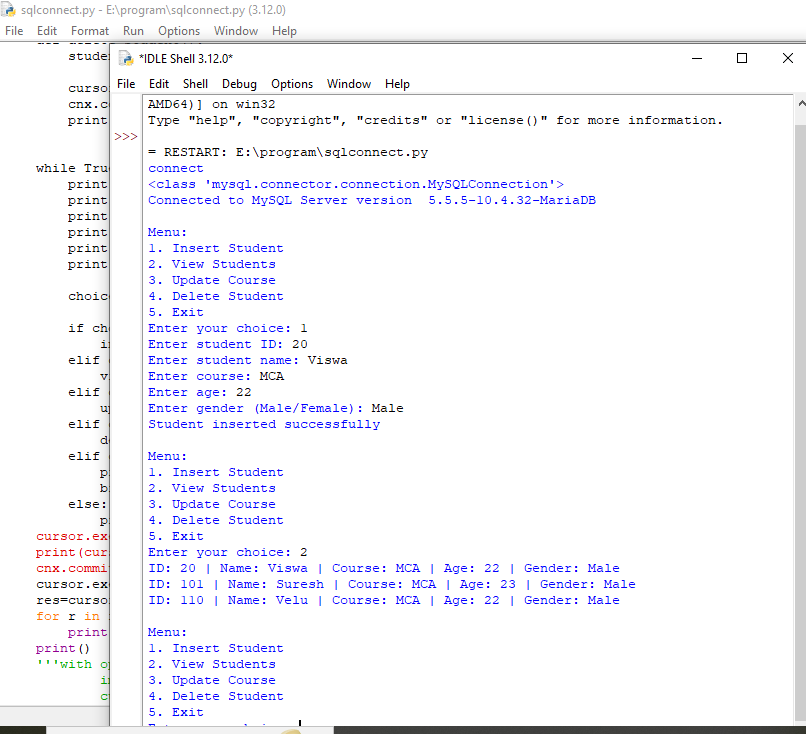 sqlconnect.py - E:\program\sqlconnect.py (3.12.0)
File Edit Format Run Options Window Help
*IDLE Shell 3.12.0*
File Edit Shell Debug Options Window Help
AMD64)] on win32
Type "help", "copyright", "credits" or "license()" for more information.
>>>
= RESTART: E:\program\sqlconnect.py
connect
<class 'mysql.connector.connection.MySQLConnection'>
Connected to MySQL Server version  5.5.5-10.4.32-MariaDB
Menu:
1. Insert Student
2. View Students
3. Update Course
4. Delete Student
5. Exit
Enter your choice: 1
Enter student ID: 20
Enter student name: Viswa
Enter course: MCA
Enter age: 22
Enter gender (Male/Female): Male
Student inserted successfully
Menu:
1. Insert Student
2. View Students
3. Update Course
4. Delete Student
5. Exit
Enter your choice: 2
ID: 20 | Name: Viswa | Course: MCA | Age: 22 | Gender: Male
ID: 101 | Name: Suresh | Course: MCA | Age: 23 | Gender: Male
ID: 110 | Name: Velu | Course: MCA | Age: 22 | Gender: Male
Menu:
1. Insert Student
2. View Students
3. Update Course
4. Delete Student
5. Exit
stude
curso
cnx.c
print
while Tru
print
print
print
print
print
print
choic
if ch
i
elif
v
elif
u
elif
d
elif
p
b
else:
p
cursor.ex
print(cur
cnx.commi
cursor.ex
res=curso
for r in
print
print()
'''with o
i
c